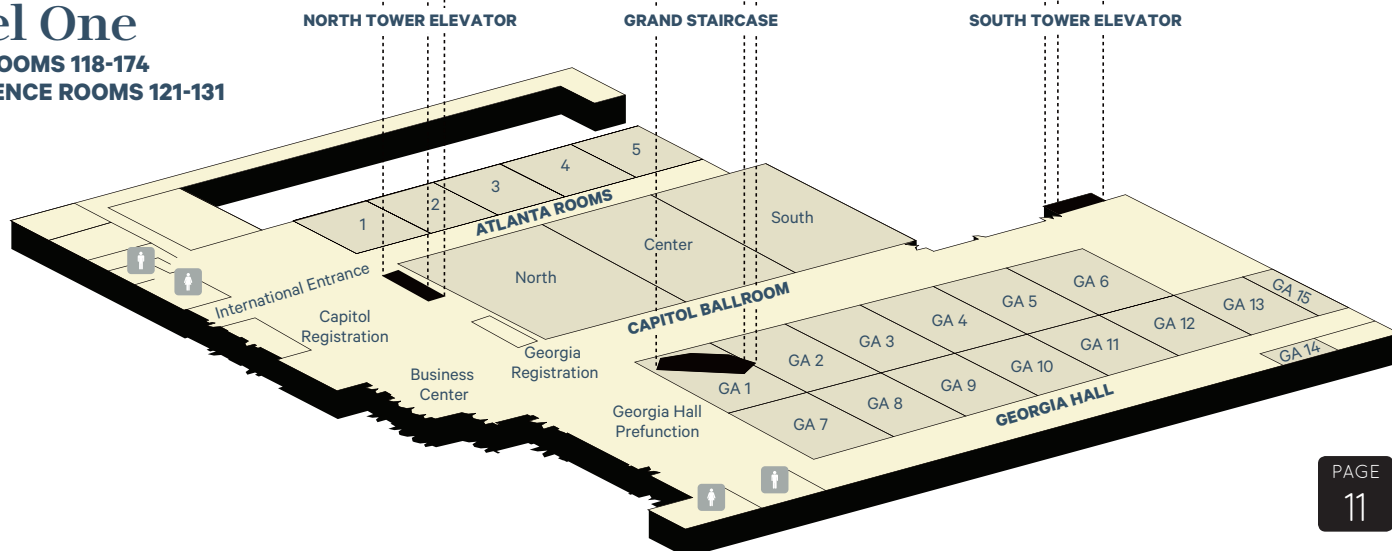 NORTH TOWER ELEVATOR
GRAND STAIRCASE
SOUTH TOWER ELEVATOR
el One
OOMS 118-174
ENCE ROOMS 121-131
5
4
3
2
1
ATLANTA ROOMS
South
Center
North
CAPITOL BALLROOM
International Entrance
Capitol
Registration
Georgia
Registration
Business
Center
Georgia Hall
Prefunction
GA 1
GA 2
GA 3
GA 4
GA 5
GA 6
GA 7
GA 8
GA 9
GA 10
GA 11
GA 12
GA 13
GA 15
GA 14
GEORGIA HALL
PAGE
11